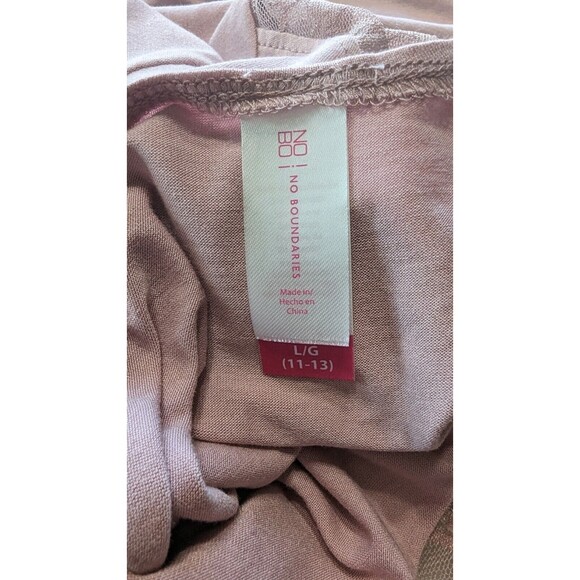 NO
BO
NO BOUNDARIES
Made in/
Hecho en
China
L/G
(11-13)